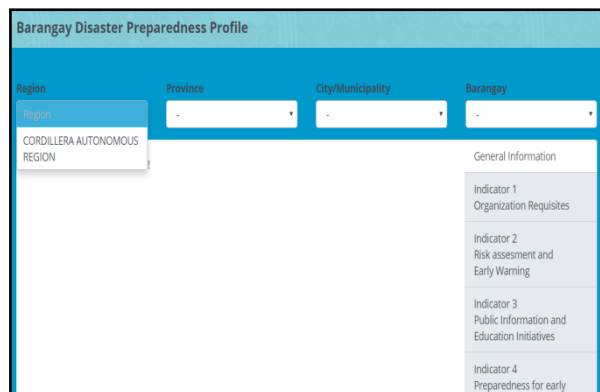 Barangay Disaster Preparedness Profile
Region Province City/Municipality Barangay
Region - - -
CORDILLERA AUTONOMOUS
REGION
General Information
Indicator 1
Organization Requisites
Indicator 2
Risk assesment and
Early Warning
Indicator 3
Public Information and
Education Initiatives
Indicator 4
Preparedness for early